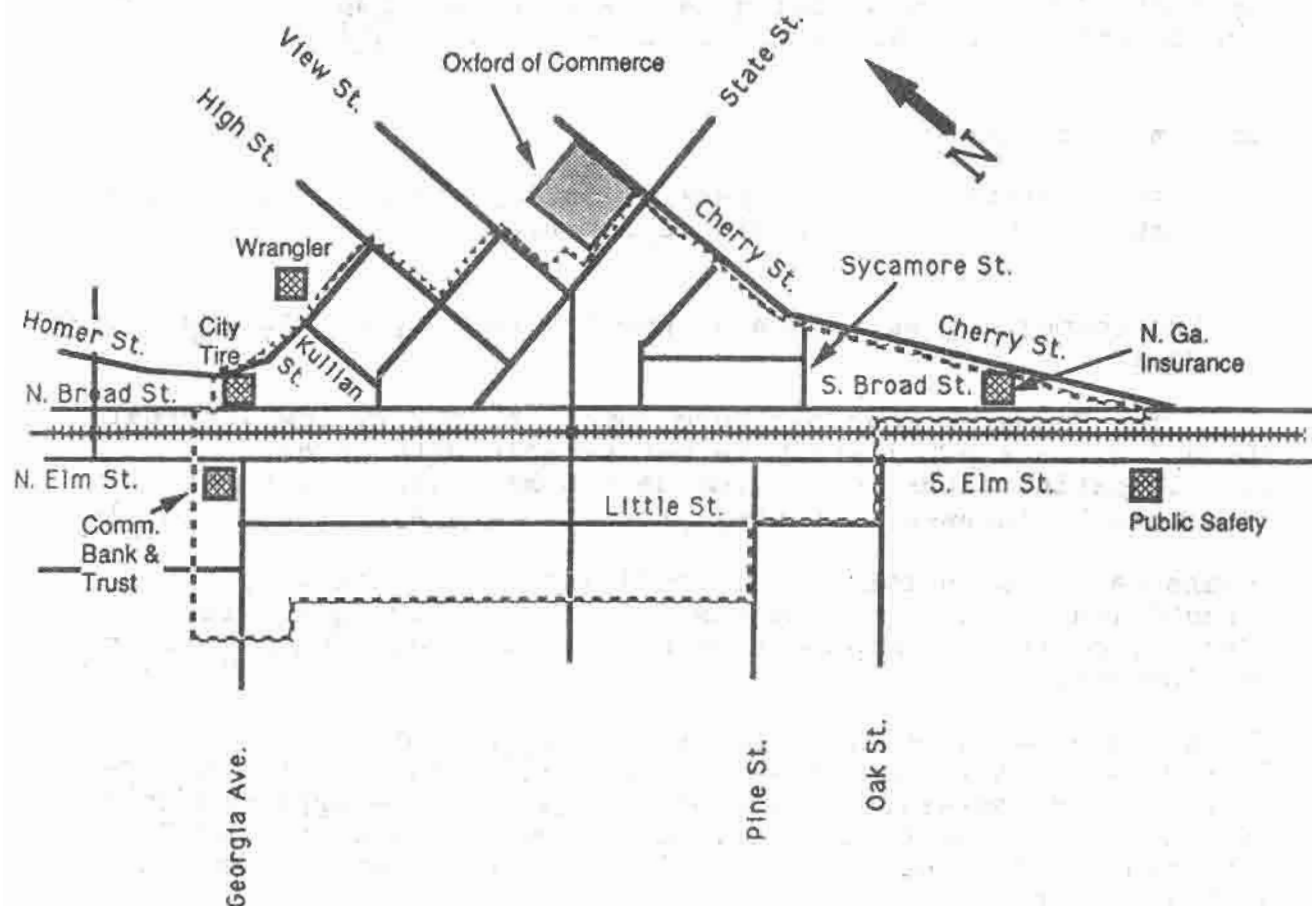 View St.
High St.
Oxford of Commerce
State St.
N
Wrangler
Cherry St.
Sycamore St.
Homer St.
City
Tire
Kullian
St.
Cherry St.
N. Ga.
Insurance
N. Broad St.
S. Broad St.
N. Elm St.
S. Elm St.
Little St.
Comm.
Bank &
Trust
Public Safety
Georgia Ave.
Pine St.
Oak St.